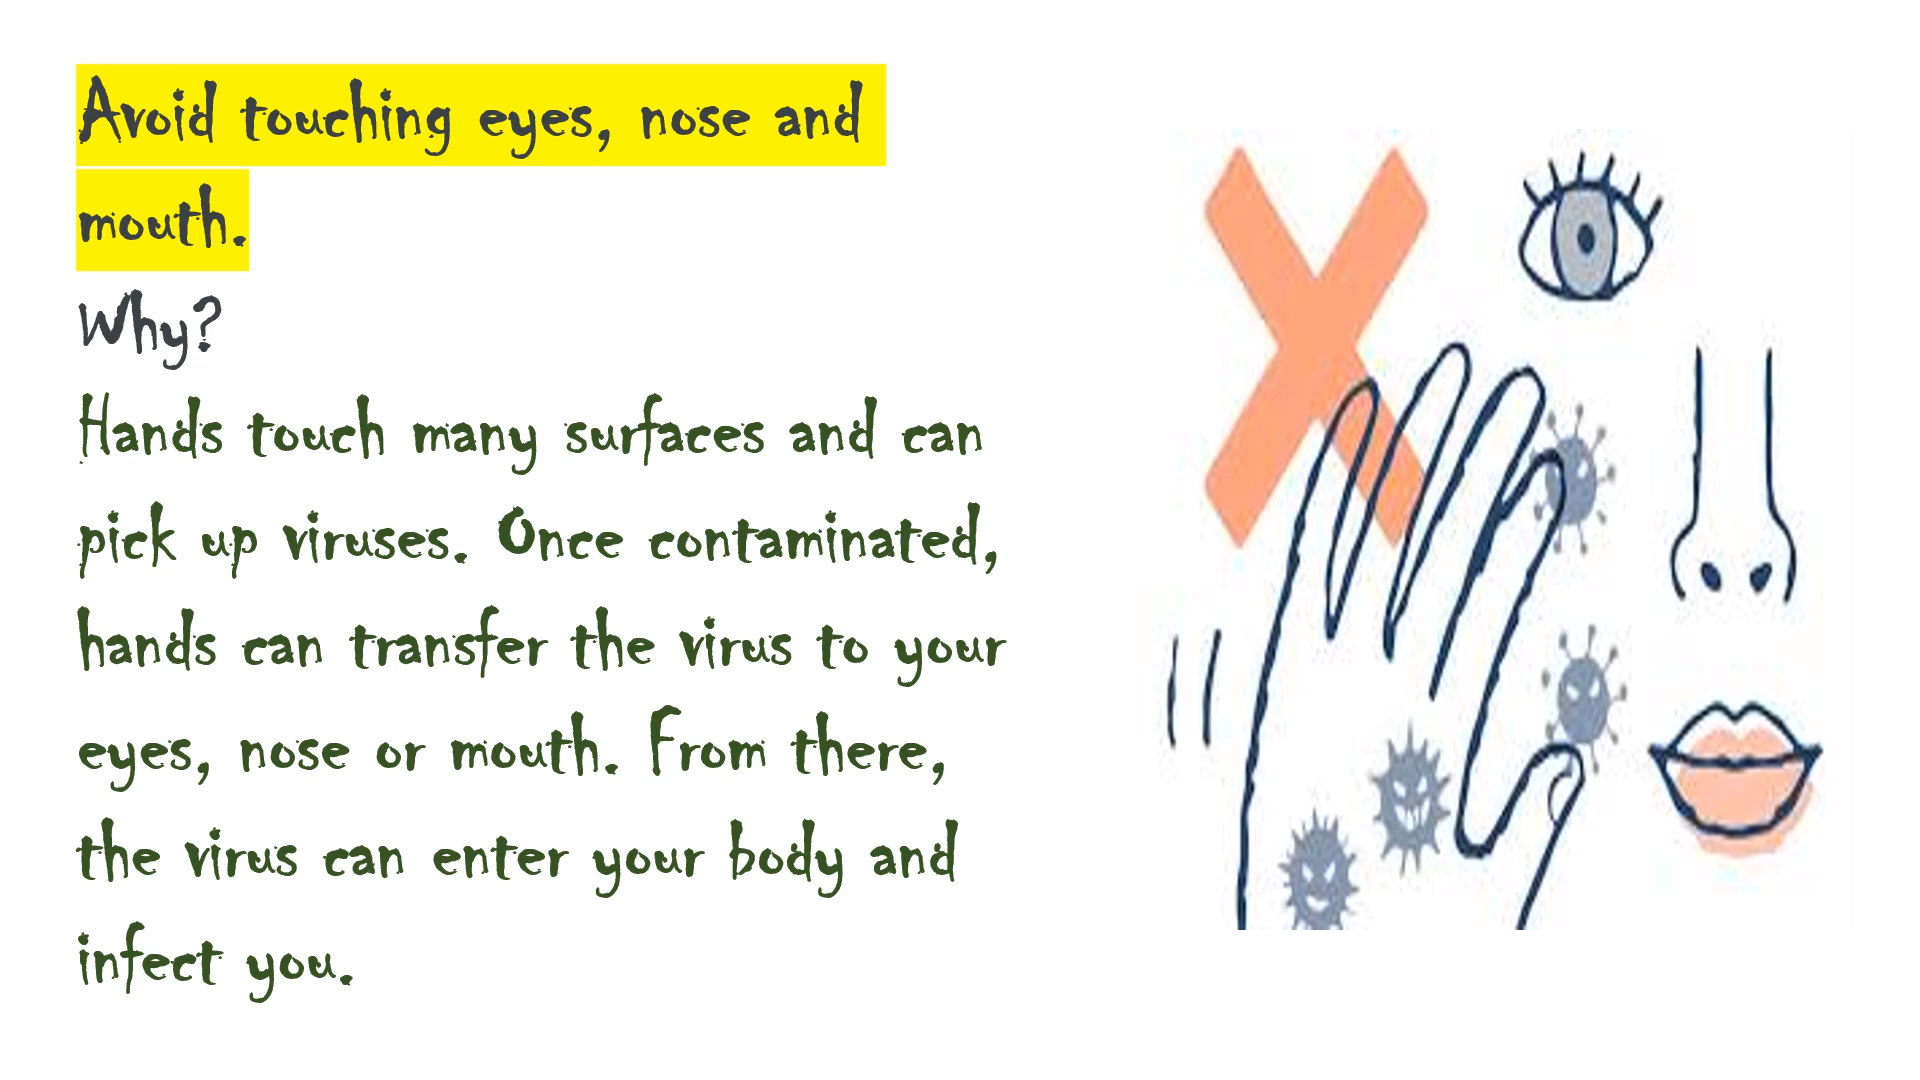 Avoid touching eyes, nose and
mouth.
Why?
Hands touch many surfaces and can
pick up viruses. Once contaminated,
hands can transfer the virus to your
eyes, nose or mouth. From there,
the virus can enter your body and
infect you.